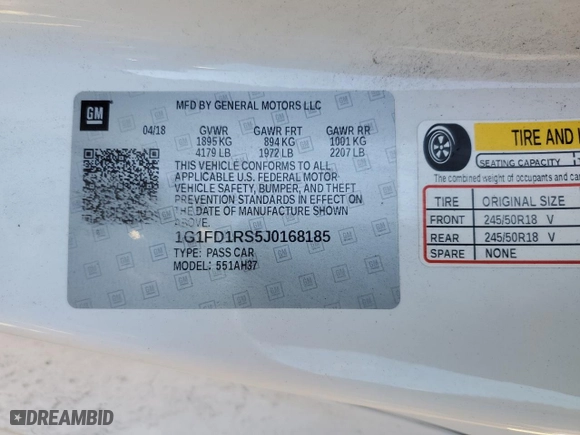 GM
MFD BY GENERAL MOTORS LLC
04/18 GVWR GAWR FRT GAWR RR
1895 KG 894 KG 1001 KG
4179 LB 1972 LB 2207 LB
THIS VEHICLE CONFORMS TO ALL
APPLICABLE U.S. FEDERAL MOTOR
VEHICLE SAFETY, BUMPER, AND THEFT
PREVENTION STANDARDS IN EFFECT ON
THE DATE OF MANUFACTURE SHOWN
ABOVE.
1G1FD1RS5J0168185
TYPE: PASS CAR
MODEL: 551AH37
TIRE AND
SEATING CAPACITY
The combined weight of occupants and
TIRE ORIGINAL SIZE
FRONT 245/50R18 V
REAR 245/50R18 V
SPARE NONE
DREAMBID